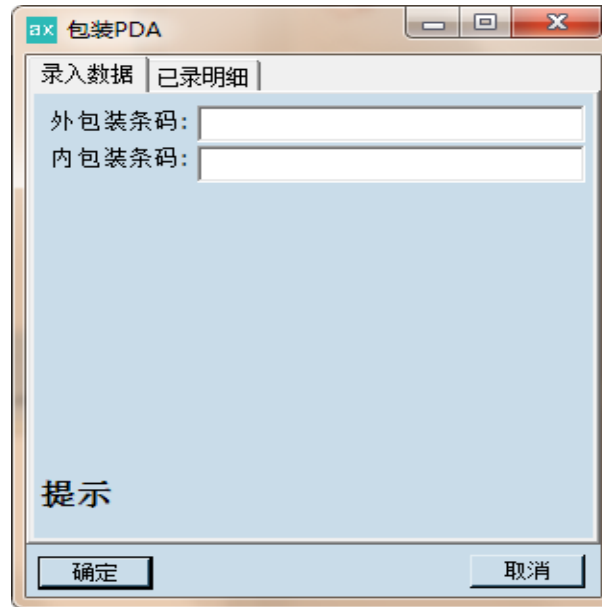 ax 包装PDA
录入数据 已录明细
外包装条码:
内包装条码:
提示
确定 取消